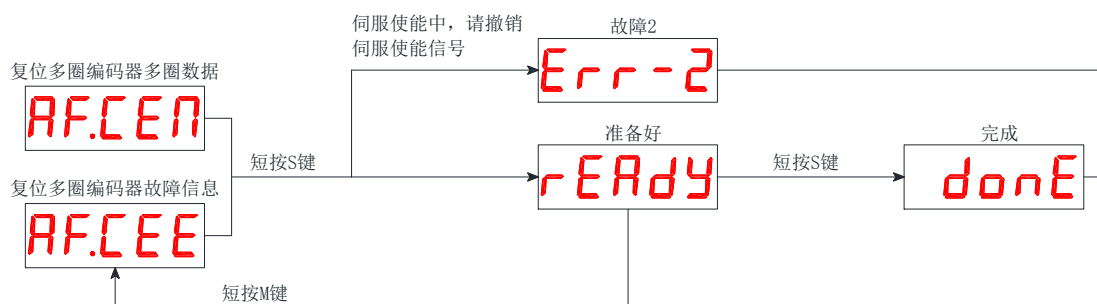 伺服使能中，请撤销
伺服使能信号
故障2
Err-2
复位多圈编码器多圈数据
AF.CEN
短按S键
准备好
rEAdy
短按S键
完成
donE
复位多圈编码器故障信息
AF.CEE
短按M键